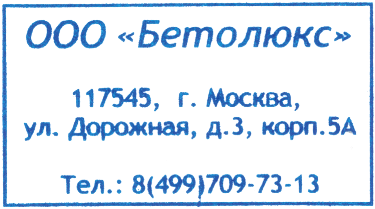 ООО «Бетолюкс»
117545, г. Москва,
ул. Дорожная, д.3, корп.5А
Тел.: 8(499)709-73-13